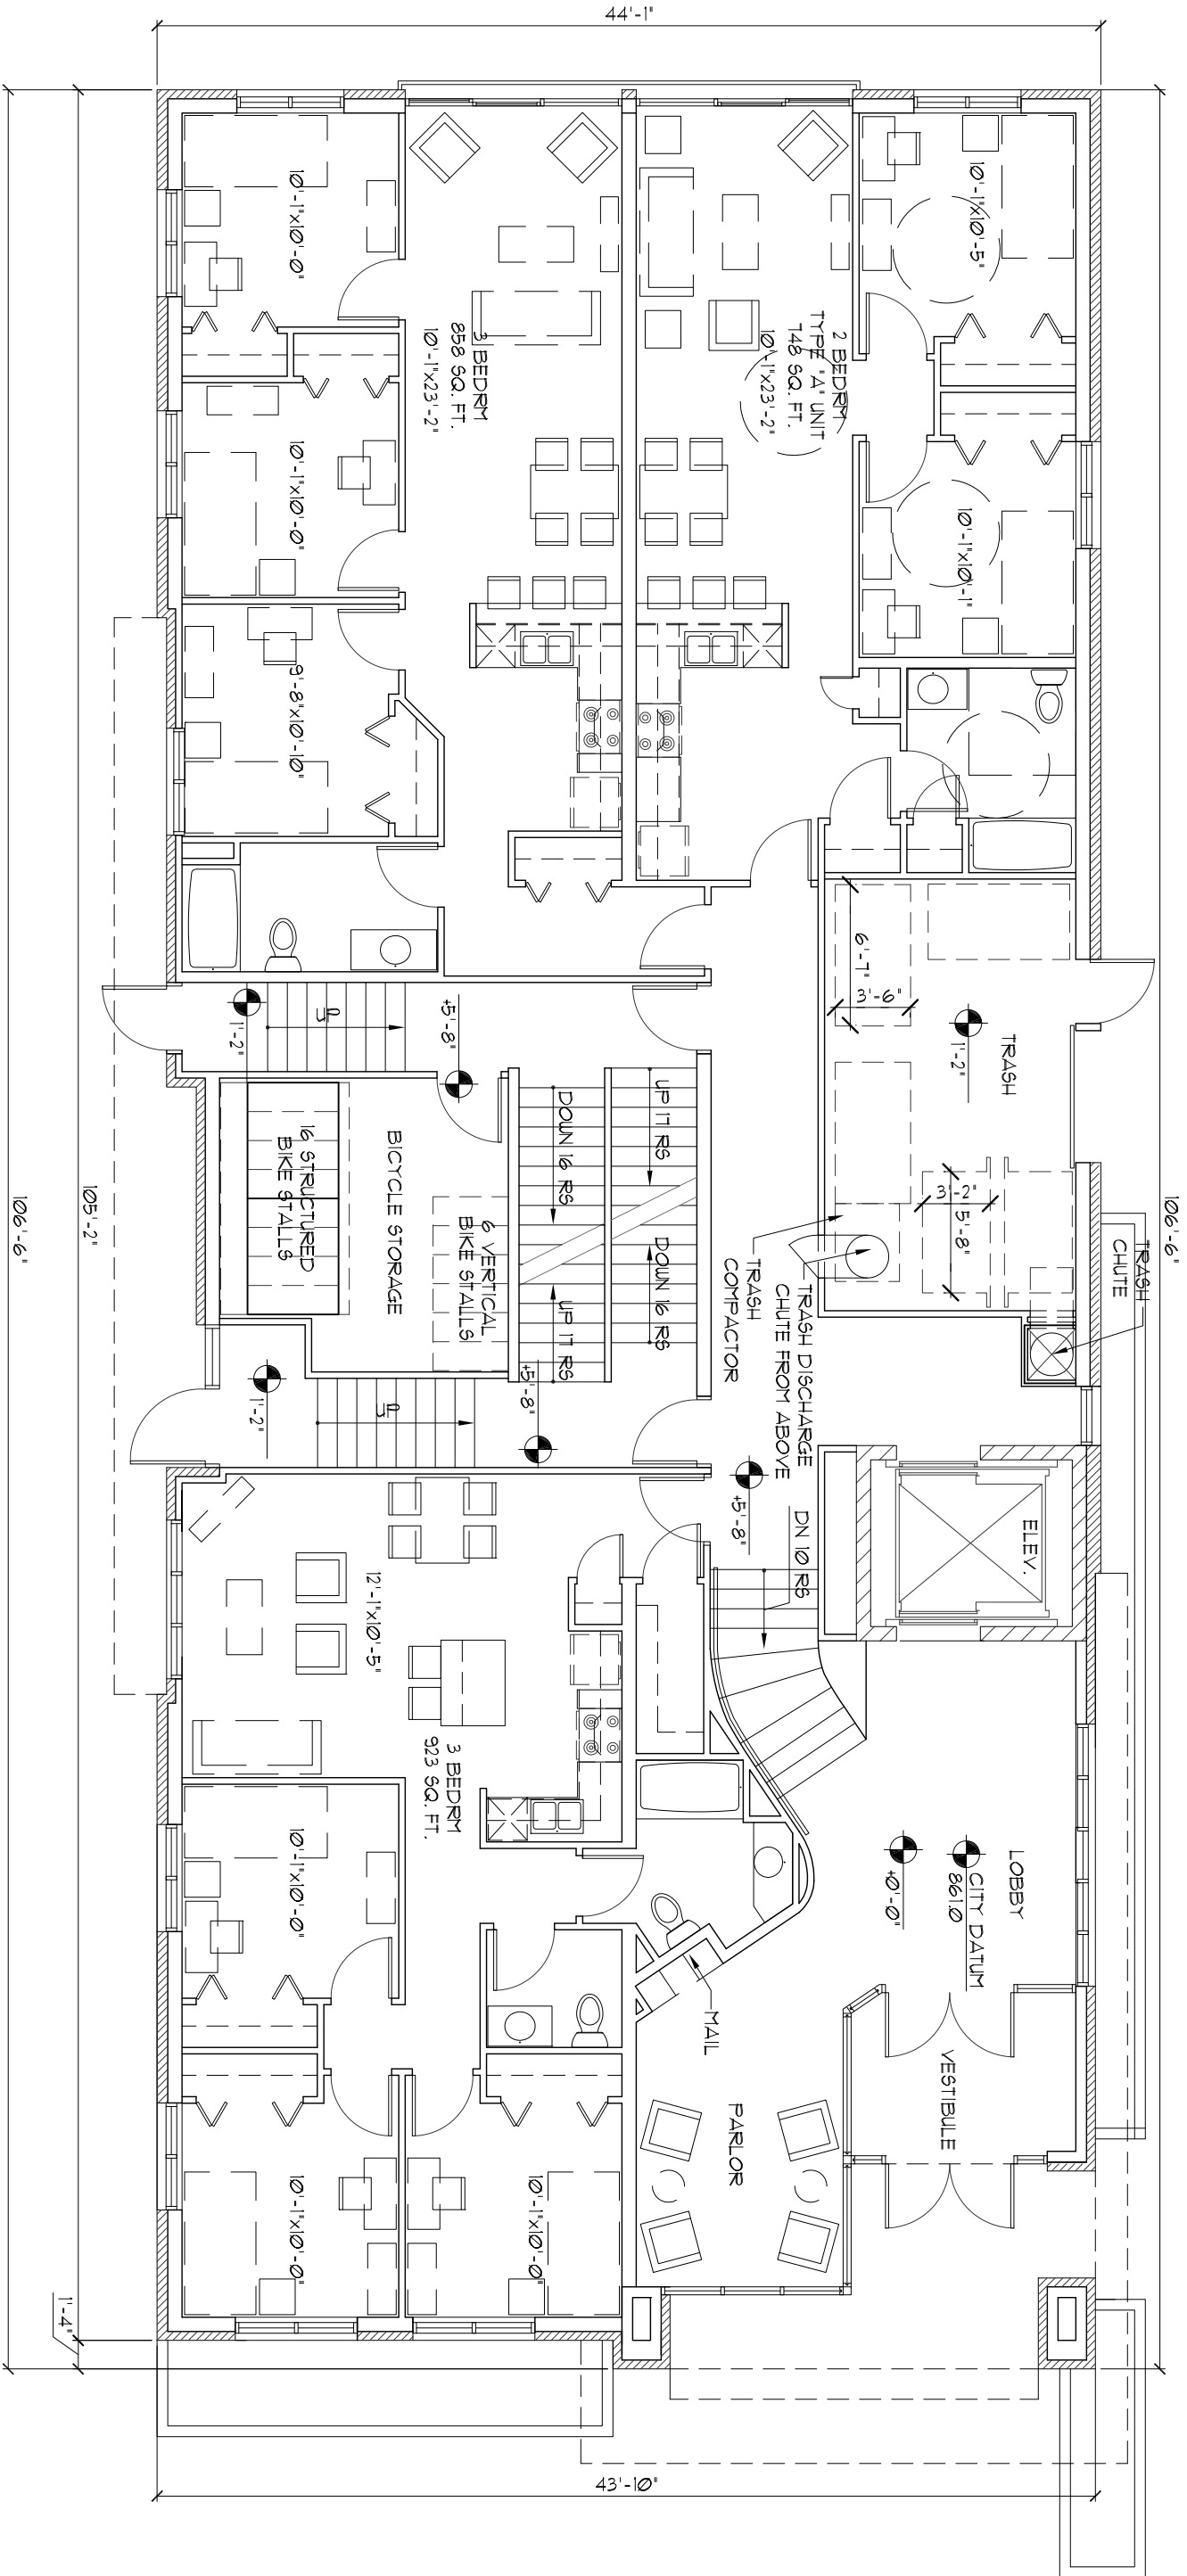 44'-1"
106'-6"
10'-1"x10'-0"
10'-1"x10'-5"
3 BEDRM
858 SQ. FT.
10'-1"x23'-2"
2 BEDRM
TYPE "A" UNIT
748 SQ. FT.
10'-1"x23'-2"
10'-1"x10'-0"
10'-1"x10'-1"
9'-8"x10'-10"
6'-7"
3'-6"
1'-2"
TRASH
UP
1'-2"
+5'-8"
UP 17 RS
DOWN 16 RS
3'-2"
5'-8"
16 STRUCTURED
BIKE STALLS
BICYCLE STORAGE
6 VERTICAL
BIKE STALLS
DOWN 16 RS
UP 17 RS
TRASH
COMPACTOR
TRASH DISCHARGE
CHUTE FROM ABOVE
TRASH
CHUTE
105'-2"
106'-6"
1'-2"
UP
+5'-8"
+5'-8"
DN 10 RS
ELEV.
12'-1"x10'-5"
3 BEDRM
923 SQ. FT.
10'-1"x10'-0"
LOBBY
CITY DATUM
861.0
+0'-0"
MAIL
VESTIBULE
PARLOR
10'-1"x10'-0"
10'-1"x10'-0"
1'-4"
43'-10"